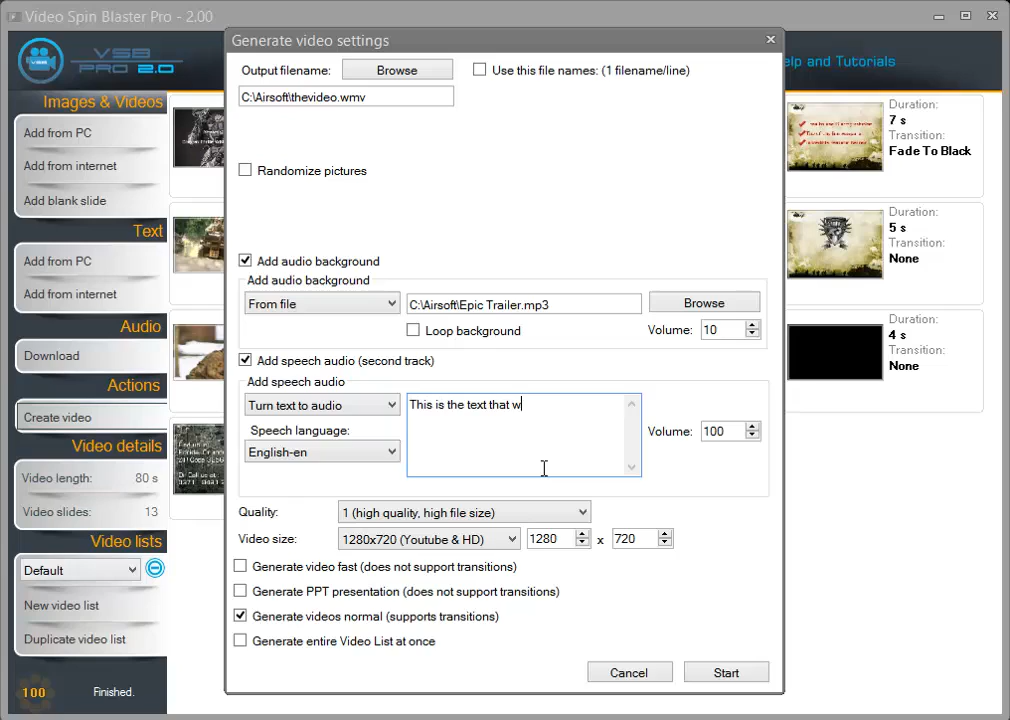 Video Spin Blaster Pro - 2.00
VSB
PRO 2.0
elp and Tutorials
Images & Videos
Add from PC
Add from internet
Add blank slide
Text
Add from PC
Add from internet
Audio
Download
Actions
Create video
Video details
Video length: 80 s
Video slides: 13
Video lists
Default
New video list
Duplicate video list
100 Finished.
Generate video settings
Output filename: Browse
Use this file names: (1 filename/line)
C:\Airsoft\thevideo.wmv
Randomize pictures
Add audio background
Add audio background
From file
C:\Airsoft\Epic Trailer.mp3
Browse
Loop background
Volume: 10
Add speech audio (second track)
Add speech audio
Turn text to audio
This is the text that w
Speech language:
English-en
Volume: 100
Quality: 1 (high quality, high file size)
Video size: 1280x720 (Youtube & HD) 1280 x 720
Generate video fast (does not support transitions)
Generate PPT presentation (does not support transitions)
Generate videos normal (supports transitions)
Generate entire Video List at once
Cancel
Start
Duration:
7 s
Transition:
Fade To Black
Duration:
5 s
Transition:
None
Duration:
4 s
Transition:
None